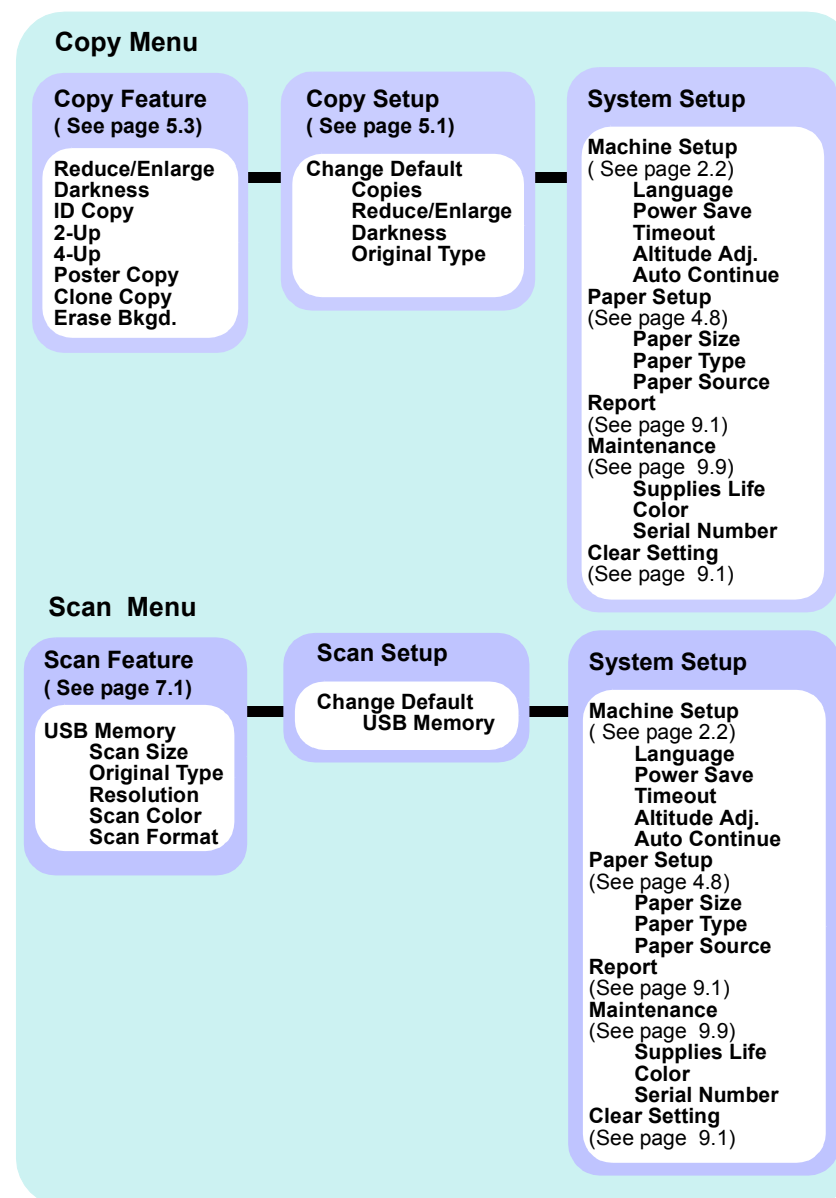 Copy Menu
Copy Feature
( See page 5.3)
Reduce/Enlarge
Darkness
ID Copy
2-Up
4-Up
Poster Copy
Clone Copy
Erase Bkgd.
Copy Setup
( See page 5.1)
Change Default
Copies
Reduce/Enlarge
Darkness
Original Type
System Setup
Machine Setup
( See page 2.2)
Language
Power Save
Timeout
Altitude Adj.
Auto Continue
Paper Setup
(See page 4.8)
Paper Size
Paper Type
Paper Source
Report
(See page 9.1)
Maintenance
(See page  9.9)
Supplies Life
Color
Serial Number
Clear Setting
(See page  9.1)
Scan  Menu
Scan Feature
( See page 7.1)
USB Memory
Scan Size
Original Type
Resolution
Scan Color
Scan Format
Scan Setup
Change Default
USB Memory
System Setup
Machine Setup
( See page 2.2)
Language
Power Save
Timeout
Altitude Adj.
Auto Continue
Paper Setup
(See page 4.8)
Paper Size
Paper Type
Paper Source
Report
(See page 9.1)
Maintenance
(See page  9.9)
Supplies Life
Color
Serial Number
Clear Setting
(See page  9.1)